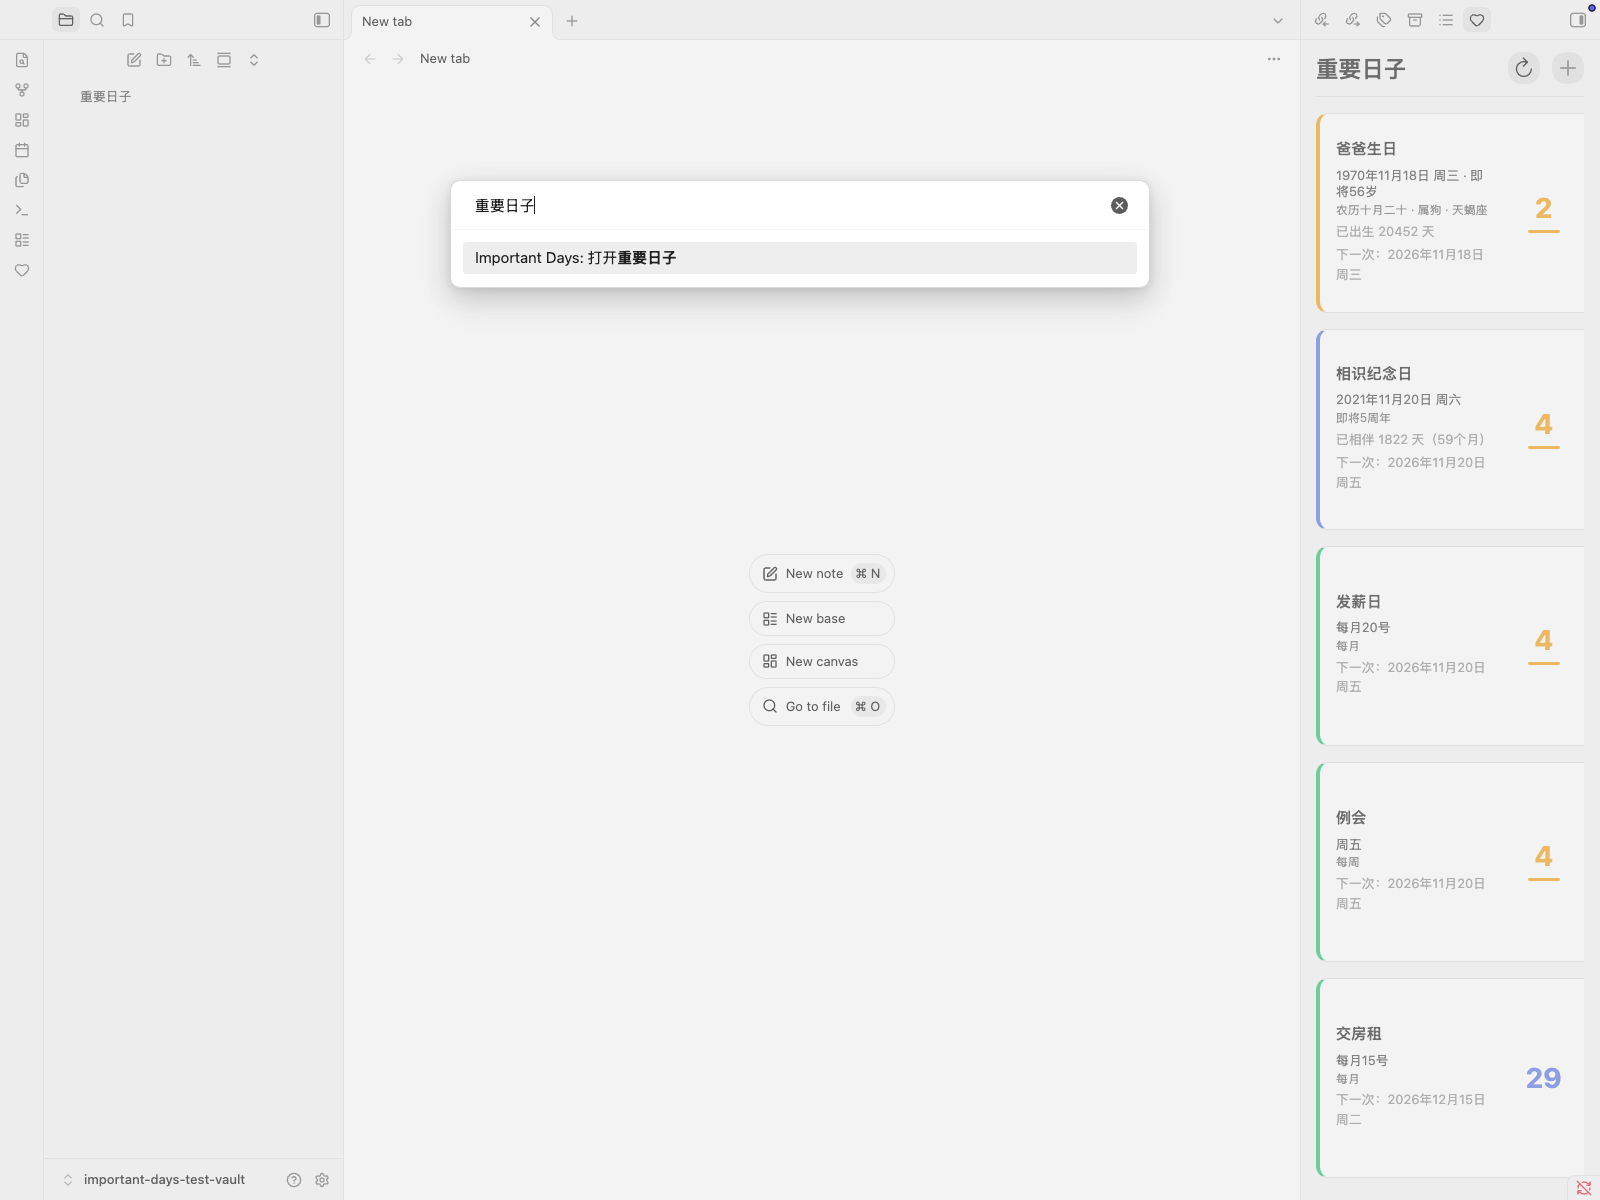 New tab
New tab
重要日子
重要日子
Important Days: 打开重要日子
New note ⌘ N
New base
New canvas
Go to file ⌘ O
important-days-test-vault
重要日子
爸爸生日
1970年11月18日 周三 · 即
将56岁
农历十月二十 · 属狗 · 天蝎座
已出生 20452 天
下一次：2026年11月18日
周三
2
相识纪念日
2021年11月20日 周六
即将5周年
已相伴 1822 天（59个月）
下一次：2026年11月20日
周五
4
发薪日
每月20号
每月
下一次：2026年11月20日
周五
4
例会
周五
每周
下一次：2026年11月20日
周五
4
交房租
每月15号
每月
下一次：2026年12月15日
周二
29